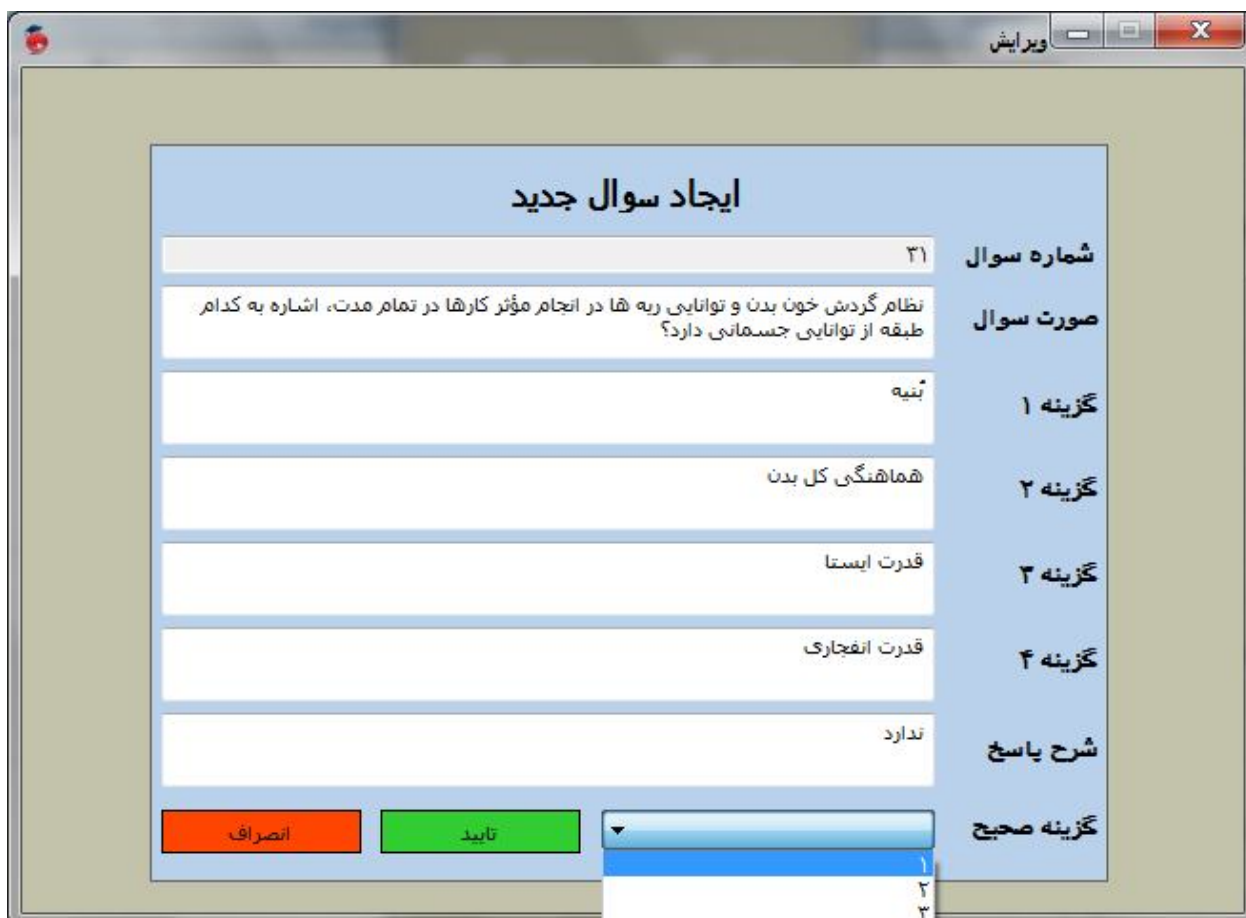 ویرایش
ایجاد سوال جدید
شماره سوال
۳۱
صورت سوال
نظام گردش خون بدن و توانایی ریه ها در انجام مؤثر کارها در تمام مدت، اشاره به کدام
طبقه از توانایی جسمانی دارد؟
گزینه ۱
بُنیه
گزینه ۲
هماهنگی کل بدن
گزینه ۳
قدرت ایستا
گزینه ۴
قدرت انفجاری
شرح پاسخ
ندارد
گزینه صحیح
تایید
انصراف
۱
۲
۳